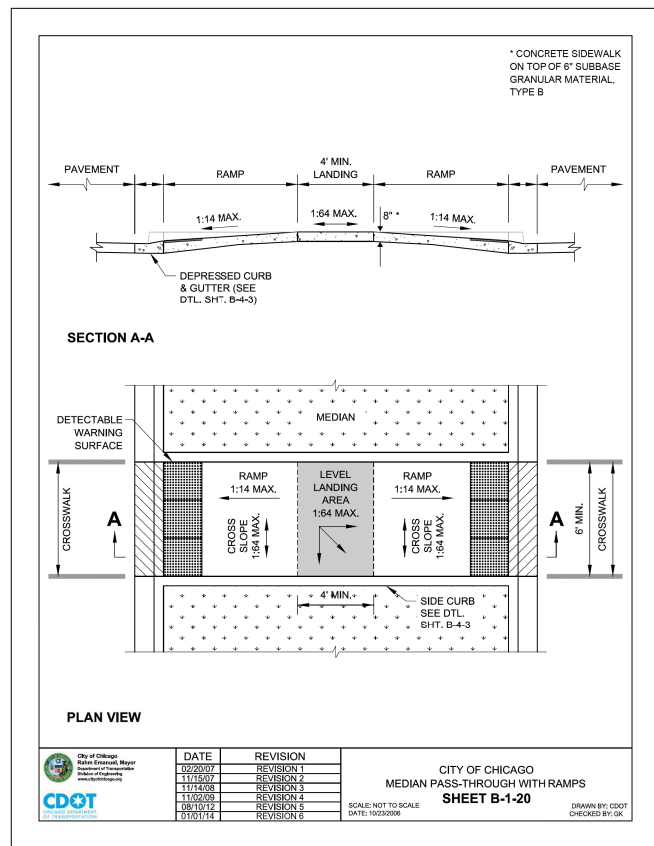 * CONCRETE SIDEWALK
ON TOP OF 6" SUBBASE
GRANULAR MATERIAL,
TYPE B
PAVEMENT
RAMP
4' MIN.
LANDING
RAMP
PAVEMENT
1:14 MAX.
1:64 MAX.
8" *
1:14 MAX.
DEPRESSED CURB
& GUTTER (SEE
DTL. SHT. B-4-3)
SECTION A-A
DETECTABLE
WARNING
SURFACE
MEDIAN
CROSSWALK
A
RAMP
1:14 MAX.
CROSS
SLOPE
1:64 MAX.
LEVEL
LANDING
AREA
1:64 MAX.
RAMP
1:14 MAX.
CROSS
SLOPE
1:64 MAX.
A
6' MIN.
CROSSWALK
4' MIN.
SIDE CURB
SEE DTL.
SHT. B-4-3
PLAN VIEW
City of Chicago
Rahm Emanuel, Mayor
Department of Transportation
Division of Engineering
www.cityofchicago.org
CDOT
CHICAGO DEPARTMENT
OF TRANSPORTATION
DATE REVISION
02/20/07 REVISION 1
11/15/07 REVISION 2
11/14/08 REVISION 3
11/02/09 REVISION 4
08/10/12 REVISION 5
01/01/14 REVISION 6
CITY OF CHICAGO
MEDIAN PASS-THROUGH WITH RAMPS
SHEET B-1-20
SCALE: NOT TO SCALE
DATE: 10/23/2006
DRAWN BY: CDOT
CHECKED BY: GK